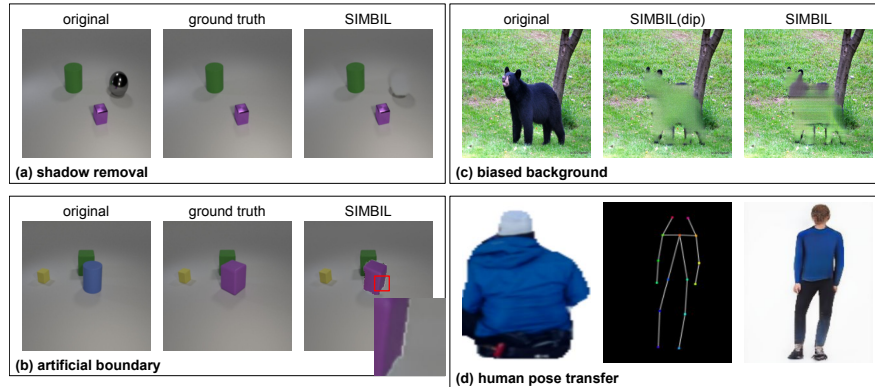 original ground truth SIMBIL
(a) shadow removal
original ground truth SIMBIL
(b) artificial boundary
original SIMBIL(dip) SIMBIL
(c) biased background
(d) human pose transfer